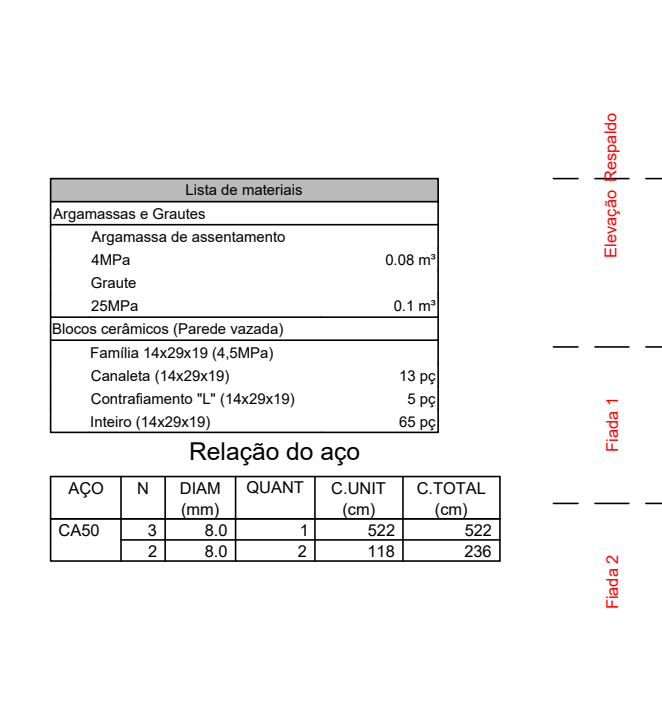 Lista de materiais
Argamassas e Grautes
Argamassa de assentamento
4MPa 0.08 m³
Graute
25MPa 0.1 m³
Blocos cerâmicos (Parede vazada)
Família 14x29x19 (4,5MPa)
Canaleta (14x29x19) 13 pç
Contrafiamento "L" (14x29x19) 5 pç
Inteiro (14x29x19) 65 pç
Relação do aço
AÇO N DIAM QUANT C.UNIT C.TOTAL
(mm) (cm) (cm)
CA50 3 8.0 1 522 522
2 8.0 2 118 236
Respaldo
Elevação
Fiada 1
Fiada 2